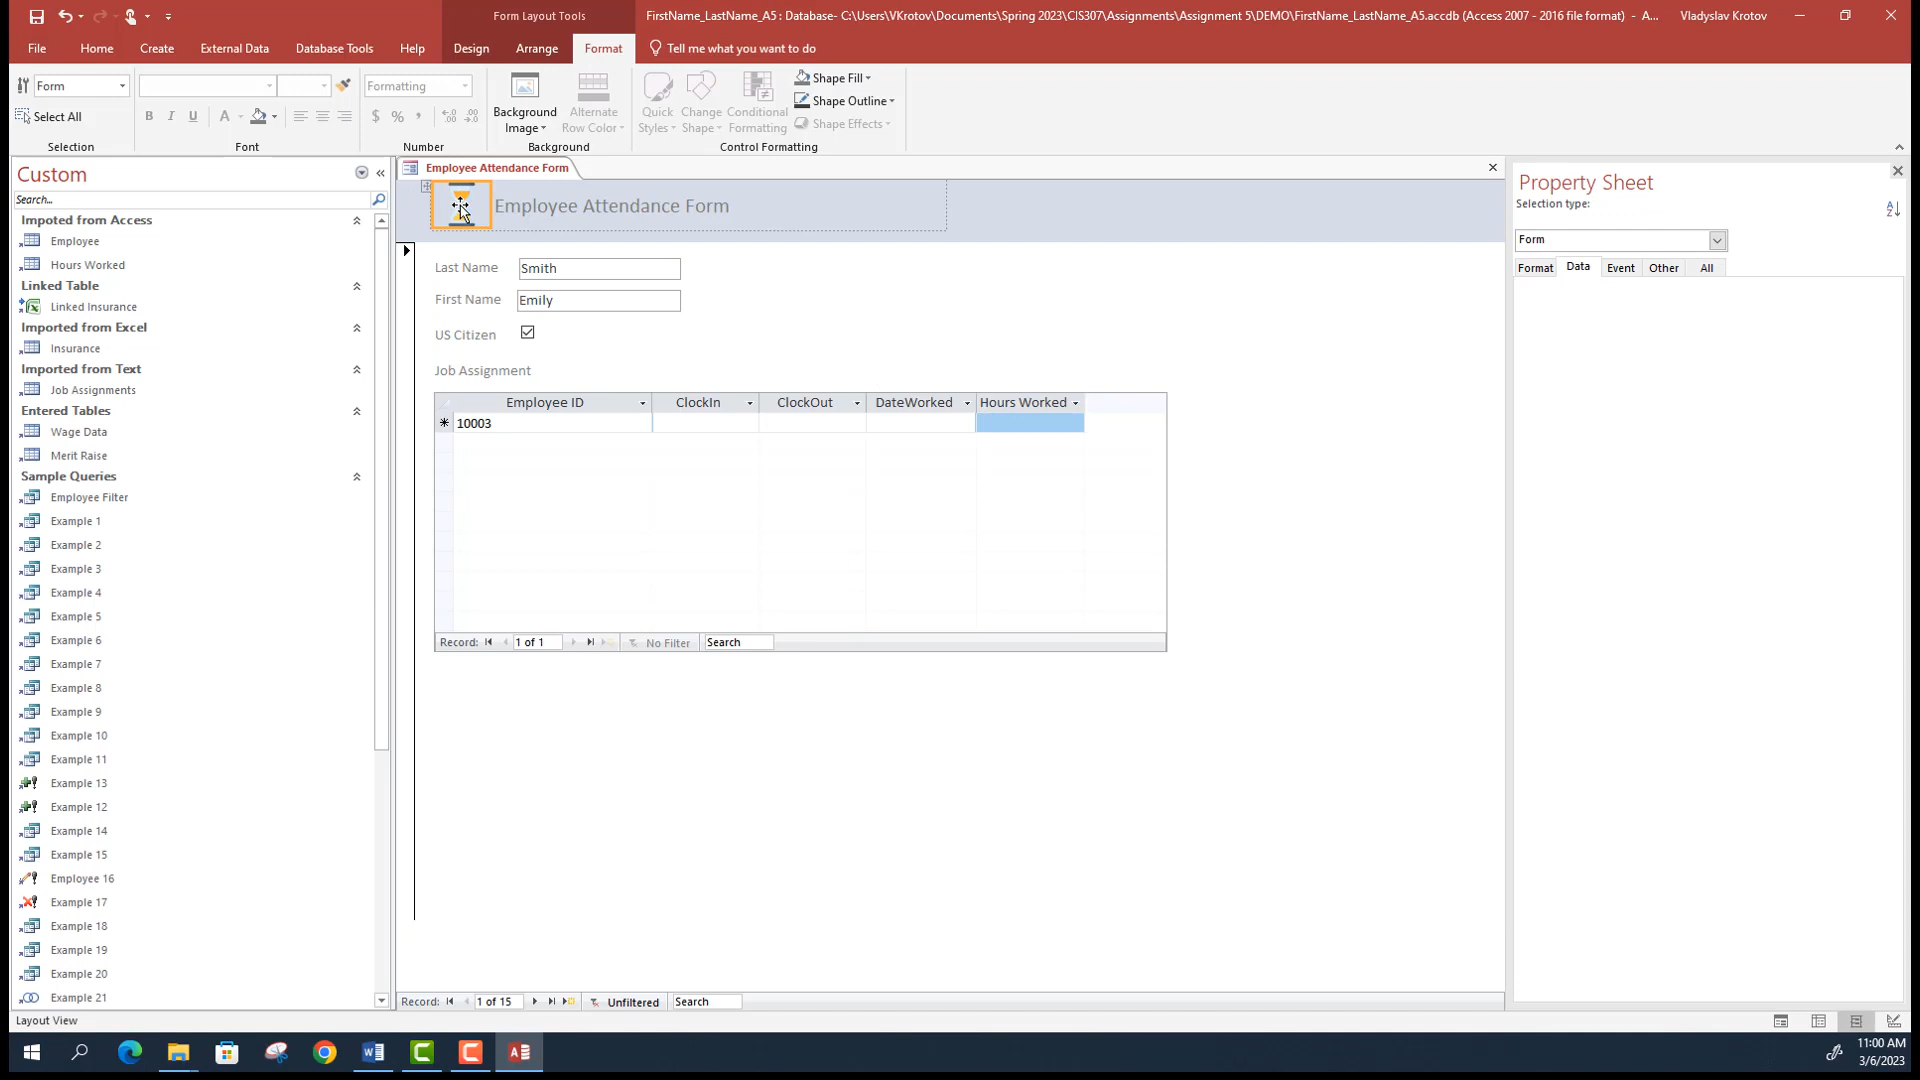 Form Layout Tools
FirstName_LastName_A5 : Database- C:\Users\VKrotov\Documents\Spring 2023\CIS307\Assignments\Assignment 5\DEMO\FirstName_LastName_A5.accdb (Access 2007 - 2016 file format) - A...
Vladyslav Krotov
File Home Create External Data Database Tools Help Design Arrange Format Tell me what you want to do
Form
Select All
Selection
B I U A
Font
Formatting
$ % ,
Number
Background Image
Alternate Row Color
Background
Quick Styles
Change Shape
Conditional Formatting
Shape Fill
Shape Outline
Shape Effects
Control Formatting
Custom
Search...
Impoted from Access
Employee
Hours Worked
Linked Table
Linked Insurance
Imported from Excel
Insurance
Imported from Text
Job Assignments
Entered Tables
Wage Data
Merit Raise
Sample Queries
Employee Filter
Example 1
Example 2
Example 3
Example 4
Example 5
Example 6
Example 7
Example 8
Example 9
Example 10
Example 11
Example 13
Example 12
Example 14
Example 15
Employee 16
Example 17
Example 18
Example 19
Example 20
Example 21
Employee Attendance Form
Employee Attendance Form
Last Name Smith
First Name Emily
US Citizen
Job Assignment
Employee ID ClockIn ClockOut DateWorked Hours Worked
10003
Record: 1 of 1 No Filter Search
Record: 1 of 15 Unfiltered Search
Property Sheet
Selection type:
Form
Format Data Event Other All
Layout View
11:00 AM
3/6/2023